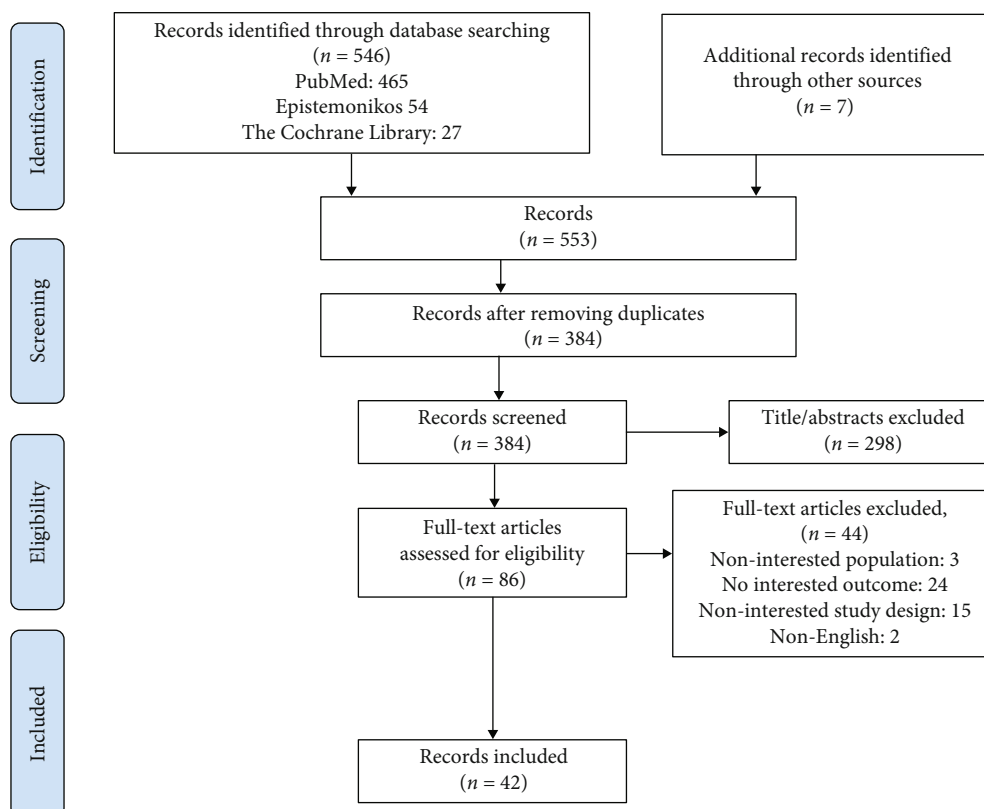 Identification
Records identified through database searching
(n = 546)
PubMed: 465
Epistemonikos 54
The Cochrane Library: 27
Additional records identified
through other sources
(n = 7)
Records
(n = 553)
Screening
Records after removing duplicates
(n = 384)
Records screened
(n = 384)
Title/abstracts excluded
(n = 298)
Eligibility
Full-text articles
assessed for eligibility
(n = 86)
Full-text articles excluded,
(n = 44)
Non-interested population: 3
No interested outcome: 24
Non-interested study design: 15
Non-English: 2
Included
Records included
(n = 42)